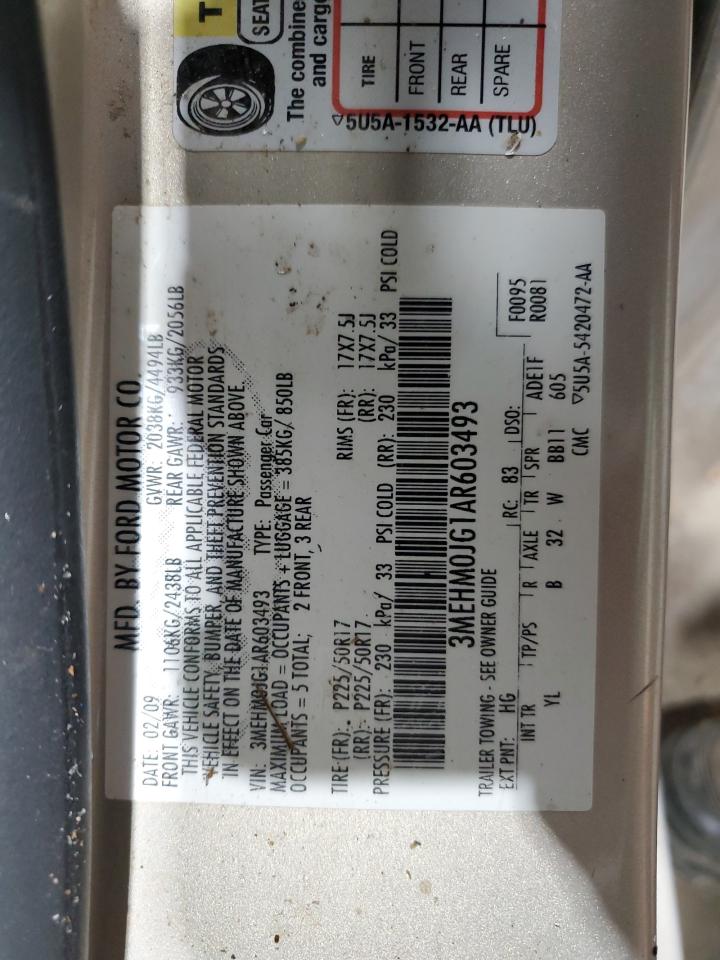 T
SEAT
The combine
and cargo
TIRE
FRONT
REAR
SPARE
▽5U5A-1532-AA (TLU)
MFD. BY FORD MOTOR CO.
DATE: 02/09 GVWR: 2038KG/4494LB
FRONT GAWR: 1106KG/2438LB REAR GAWR: 933KG/2056LB
THIS VEHICLE CONFORMS TO ALL APPLICABLE FEDERAL MOTOR
VEHICLE SAFETY, BUMPER, AND THEFT PREVENTION STANDARDS
IN EFFECT ON THE DATE OF MANUFACTURE SHOWN ABOVE.
VIN: 3MEHM0JG1AR603493 TYPE: Passenger Car
MAXIMUM LOAD = OCCUPANTS + LUGGAGE = 385KG/ 850LB
OCCUPANTS = 5 TOTAL; 2 FRONT, 3 REAR
TIRE (FR): P225/50R17 RIMS (FR): 17X7.5J
(RR): P225/50R17 (RR): 17X7.5J
PRESSURE (FR): 230 kPa/ 33 PSI COLD (RR): 230 kPa/ 33 PSI COLD
3MEHM0JG1AR603493
TRAILER TOWING - SEE OWNER GUIDE
EXT PNT: HG RC: 83 DSO: F0095
INT TR TP/PS R AXLE TR SPR R0081
YL B 32 W BB11 ADE1F
605
CMC ▽5U5A-5420472-AA